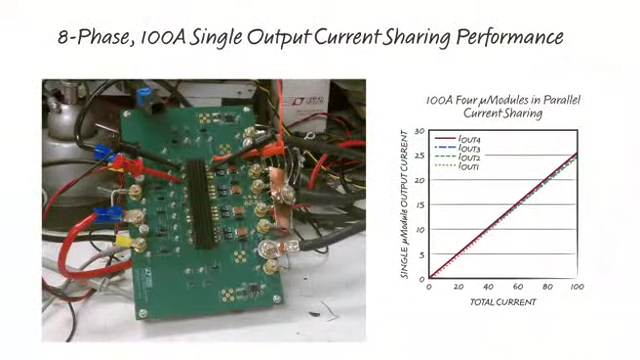 8-Phase, 100A Single Output Current Sharing Performance
100A Four µModules in Parallel
Current Sharing
SINGLE µModule OUTPUT CURRENT
30
25
20
15
10
5
0
IOUT4
IOUT3
IOUT2
IOUT1
0 20 40 60 80 100
TOTAL CURRENT